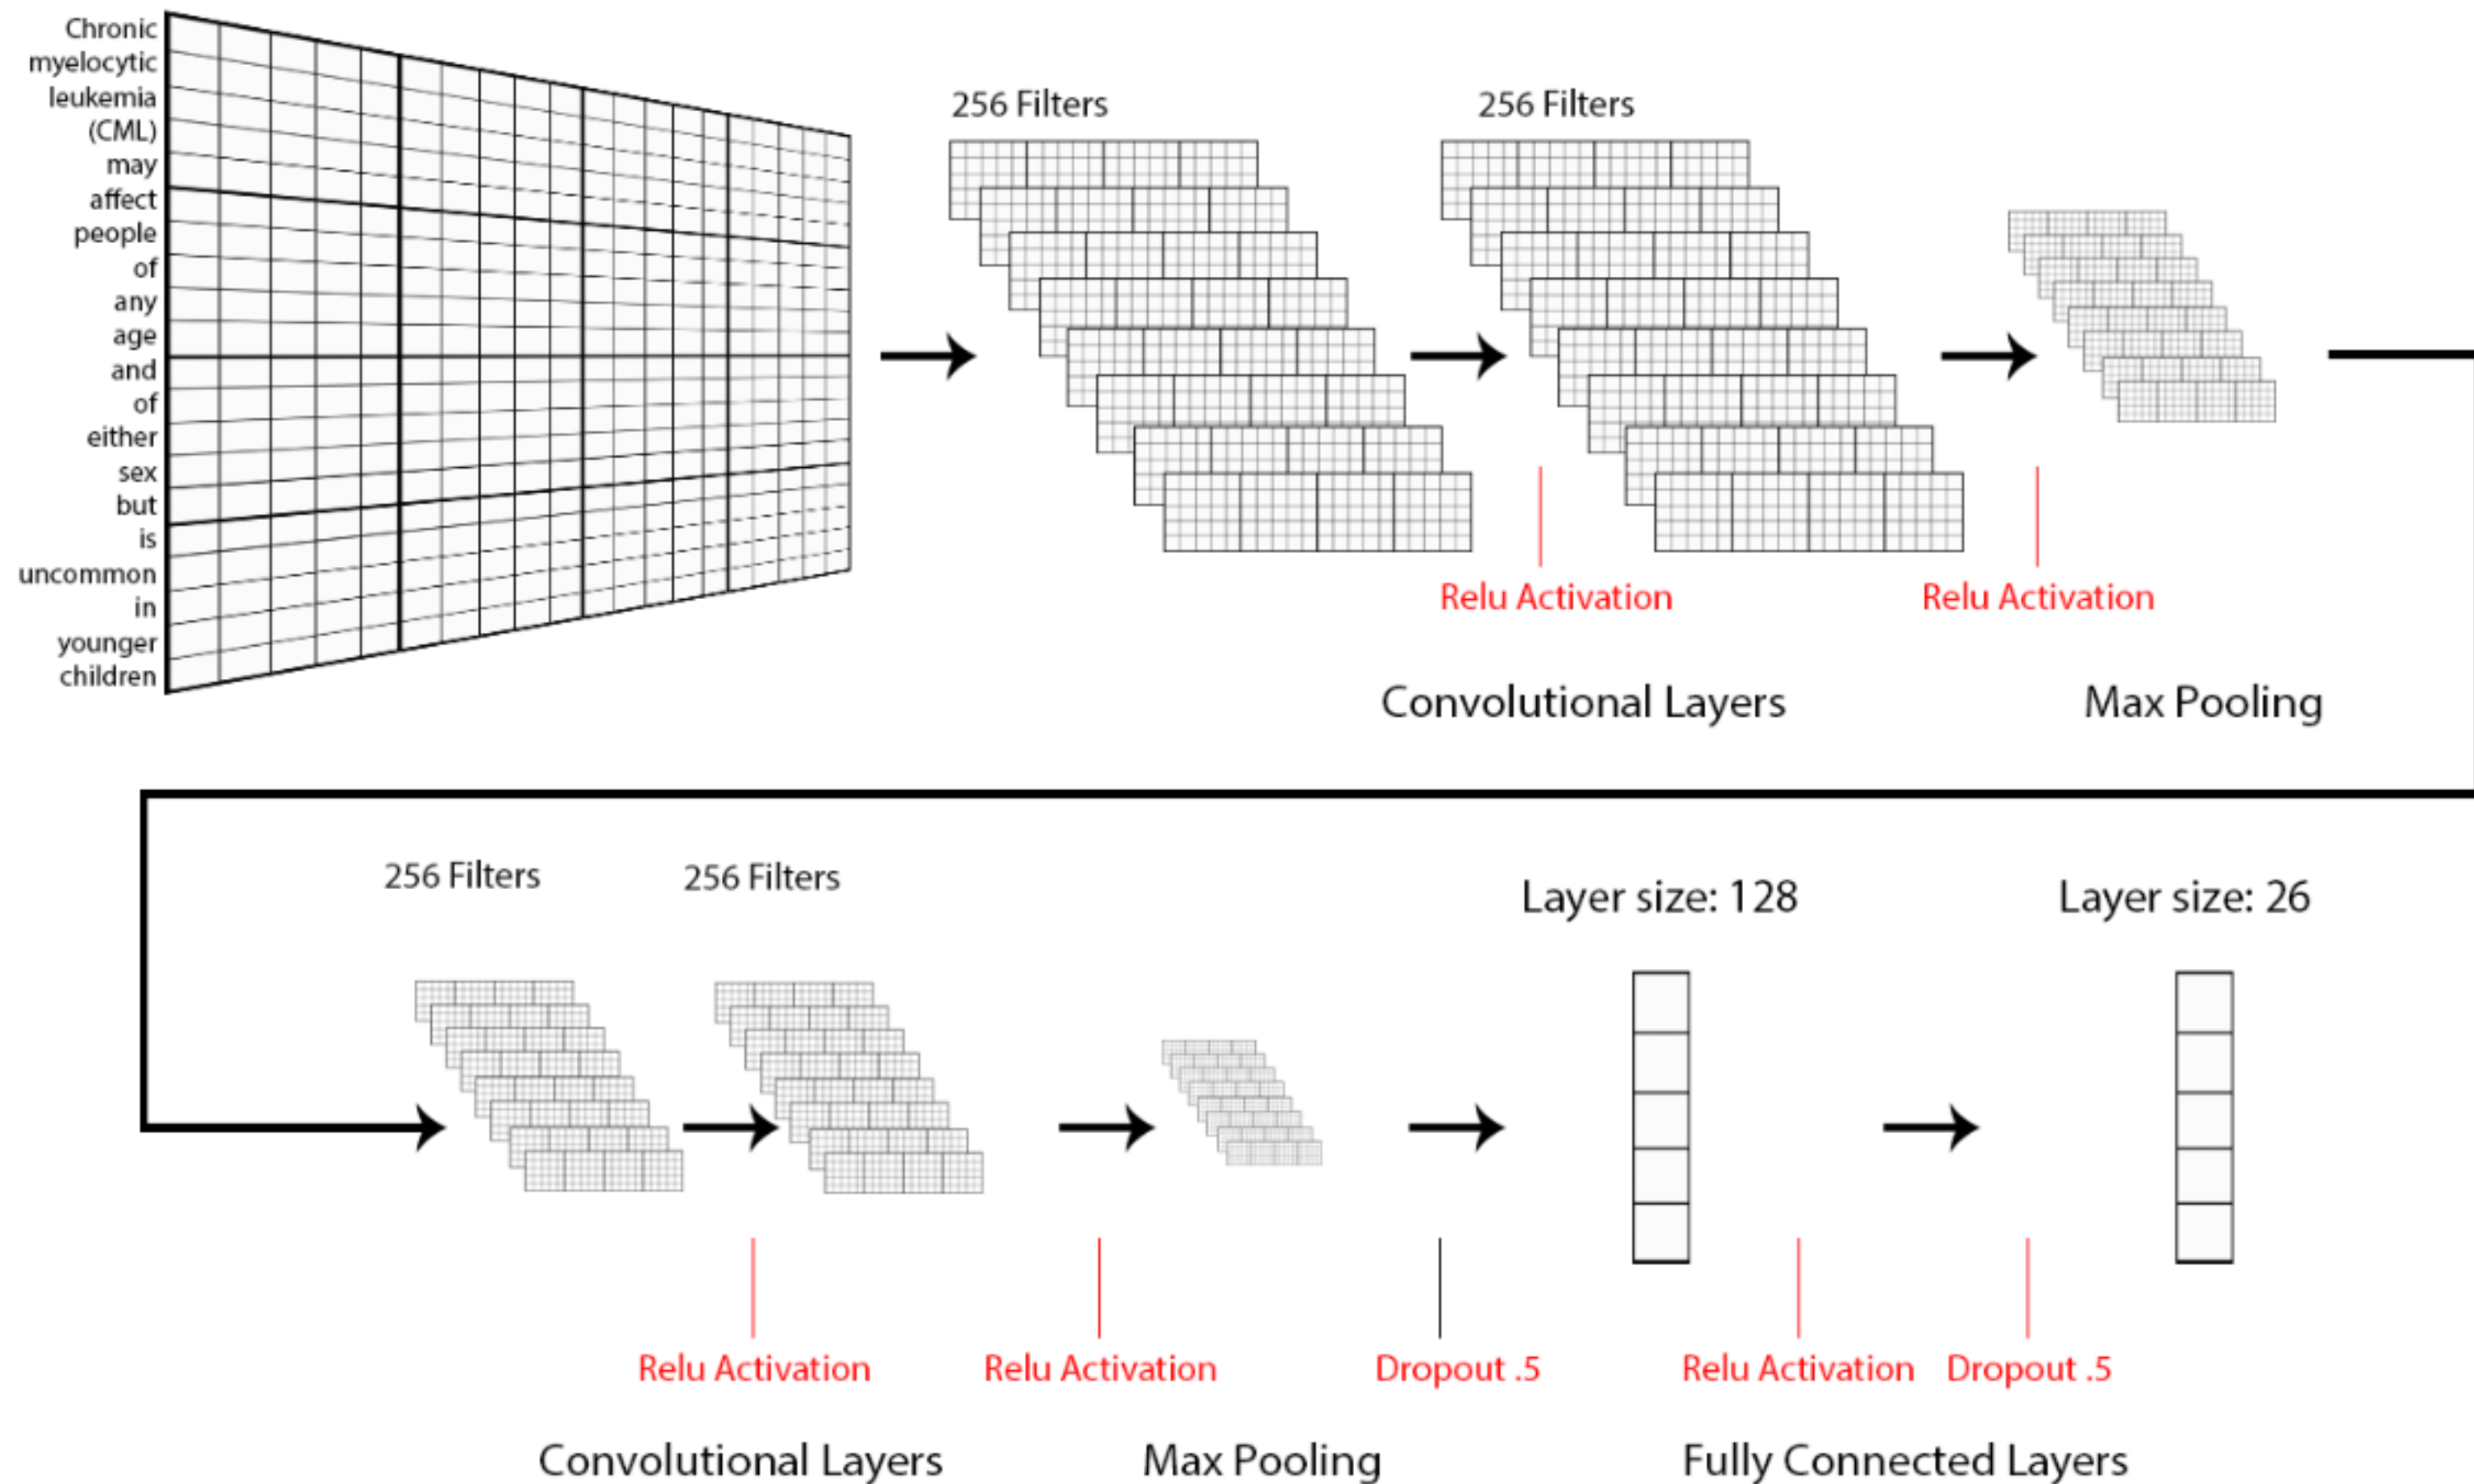 Chronic
myelocytic
leukemia
(CML)
may
affect
people
of
any
age
and
of
either
sex
but
is
uncommon
in
younger
children
256 Filters
256 Filters
Relu Activation
Relu Activation
Convolutional Layers
Max Pooling
256 Filters
256 Filters
Layer size: 128
Layer size: 26
Relu Activation
Relu Activation
Dropout .5
Relu Activation
Dropout .5
Convolutional Layers
Max Pooling
Fully Connected Layers